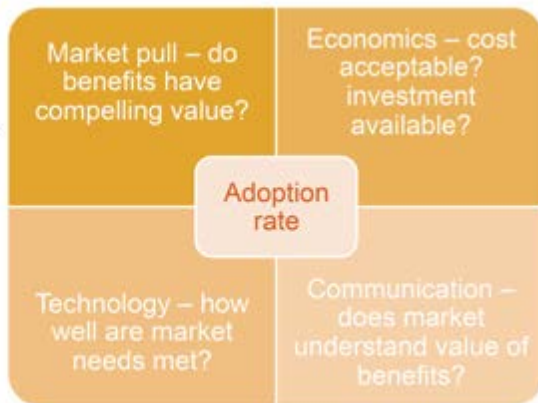 Market pull – do
benefits have
compelling value?
Economics – cost
acceptable?
investment
available?
Adoption
rate
Technology – how
well are market
needs met?
Communication –
does market
understand value of
benefits?